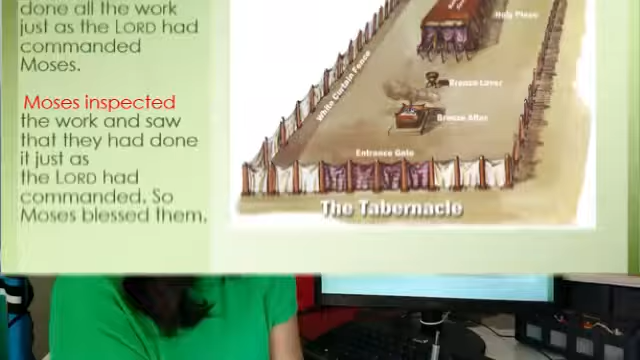 done all the work
just as the LORD had
commanded
Moses.
Moses inspected
the work and saw
that they had done
it just as
the LORD had
commanded. So
Moses blessed them.
Holy Place
White Curtain Fence
Bronze Laver
Bronze Altar
Entrance Gate
The Tabernacle